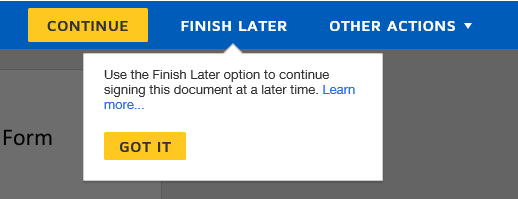 CONTINUE FINISH LATER OTHER ACTIONS
Use the Finish Later option to continue
signing this document at a later time. Learn
more...
Form
GOT IT